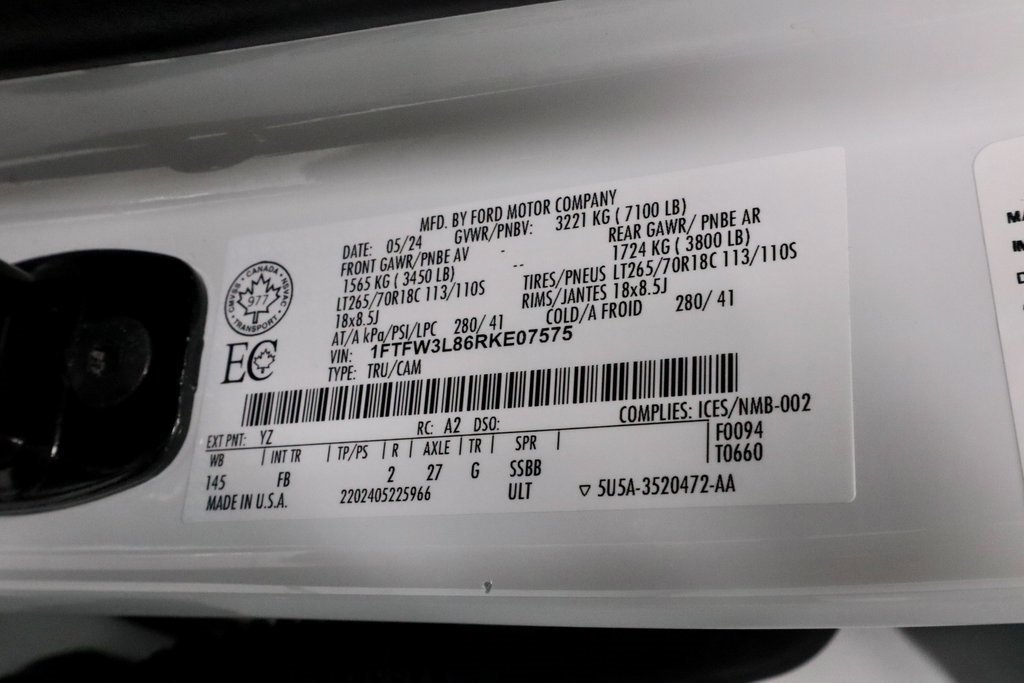 MFD. BY FORD MOTOR COMPANY
DATE: 05/24 GVWR/PNBV: 3221 KG ( 7100 LB)
FRONT GAWR/PNBE AV - REAR GAWR/ PNBE AR
1565 KG ( 3450 LB) -- 1724 KG ( 3800 LB)
LT265/70R18C 113/110S TIRES/PNEUS LT265/70R18C 113/110S
18x8.5J RIMS/JANTES 18x8.5J
AT/A kPa/PSI/LPC 280/ 41 COLD/A FROID 280/ 41
VIN: 1FTFW3L86RKE07575
TYPE: TRU/CAM
CANADA
CMVSS NSVAC
977
TRANSPORT
EC
COMPLIES: ICES/NMB-002
EXT PNT: YZ RC: A2 DSO: F0094
WB | INT TR | TP/PS | R | AXLE | TR | SPR | T0660
145 FB 2 27 G SSBB
MADE IN U.S.A. 2202405225966 ULT ▽ 5U5A-3520472-AA